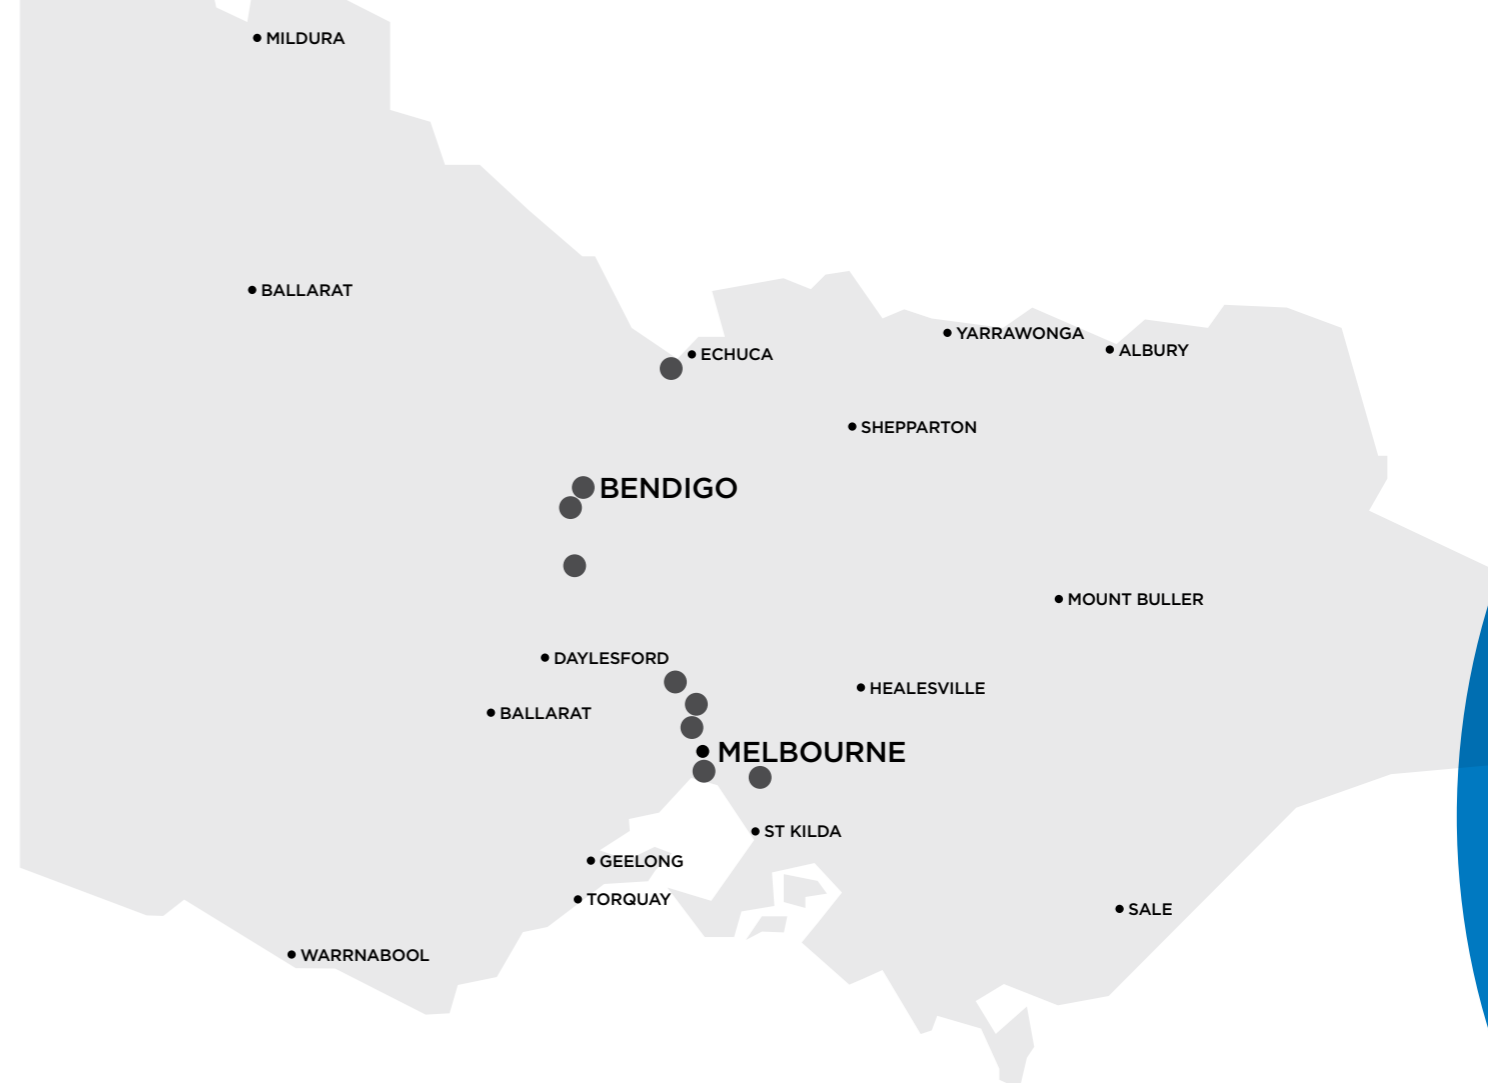 MILDURA
BALLARAT
YARRAWONGA
ALBURY
ECHUCA
SHEPPARTON
BENDIGO
MOUNT BULLER
DAYLESFORD
HEALESVILLE
BALLARAT
MELBOURNE
ST KILDA
GEELONG
TORQUAY
SALE
WARRNABOOL